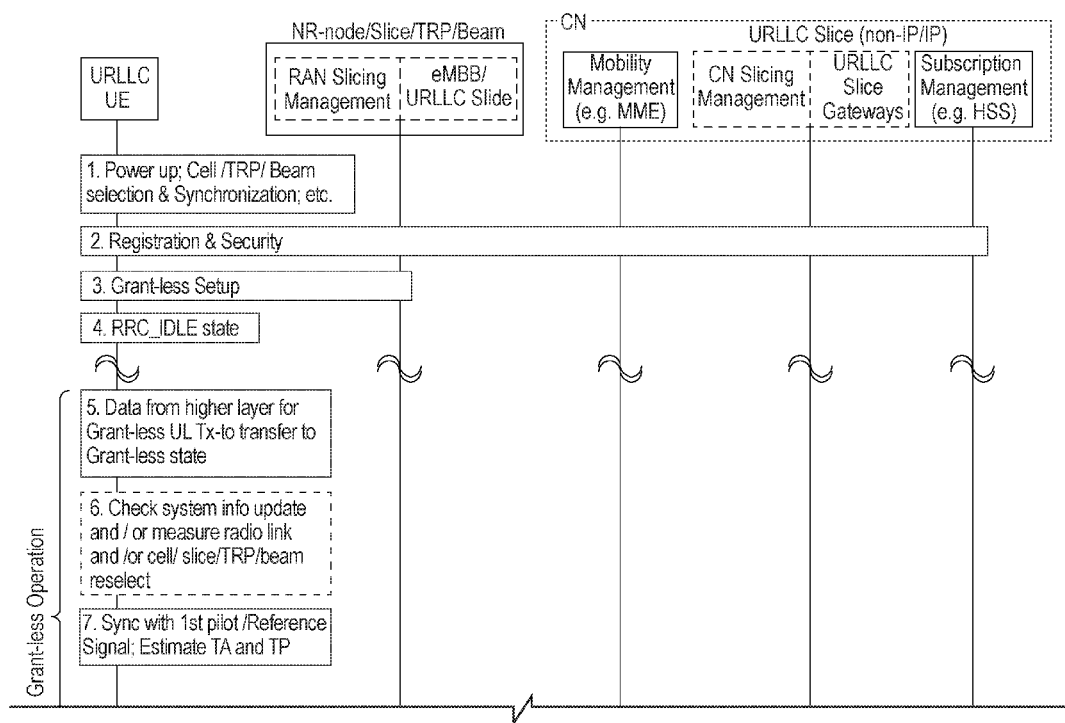 CN
NR-node/Slice/TRP/Beam
URLLC Slice (non-IP/IP)
URLLC
UE
RAN Slicing
Management
eMBB/
URLLC Slide
Mobility
Management
(e.g. MME)
CN Slicing
Management
URLLC
Slice
Gateways
Subscription
Management
(e.g. HSS)
1. Power up; Cell /TRP/ Beam
selection & Synchronization; etc.
2. Registration & Security
3. Grant-less Setup
4. RRC_IDLE state
Grant-less Operation
5. Data from higher layer for
Grant-less UL Tx-to transfer to
Grant-less state
6. Check system info update
and / or measure radio link
and /or cell/ slice/TRP/beam
reselect
7. Sync with 1st pilot /Reference
Signal; Estimate TA and TP